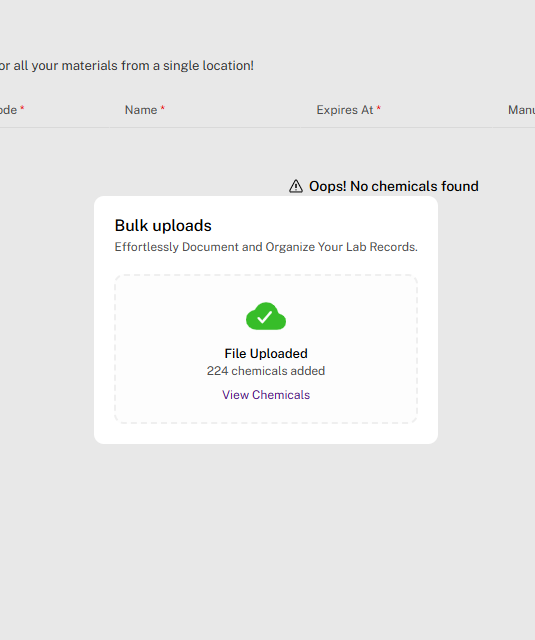 or all your materials from a single location!
ode * Name * Expires At * Manu
Oops! No chemicals found
Bulk uploads
Effortlessly Document and Organize Your Lab Records.
File Uploaded
224 chemicals added
View Chemicals